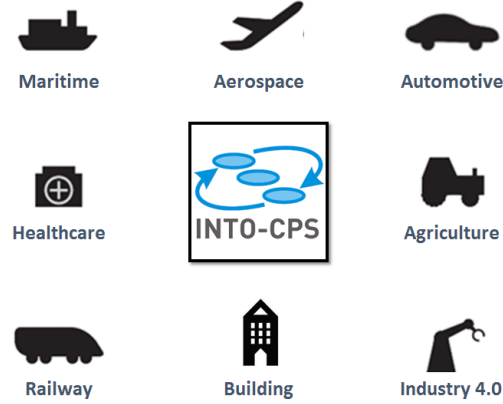 Maritime
Aerospace
Automotive
INTO-CPS
Healthcare
Agriculture
Railway
Building
Industry 4.0